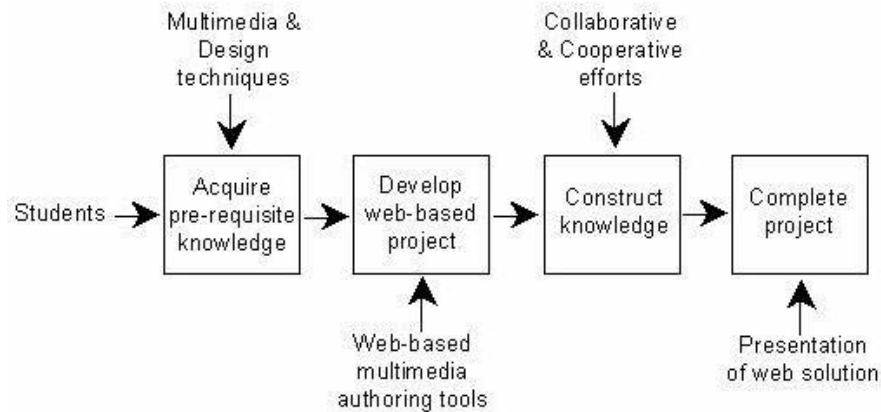 Multimedia &
Design
techniques
Collaborative
& Cooperative
efforts
Students
Acquire
pre-requisite
knowledge
Develop
web-based
project
Construct
knowledge
Complete
project
Web-based
multimedia
authoring tools
Presentation
of web solution